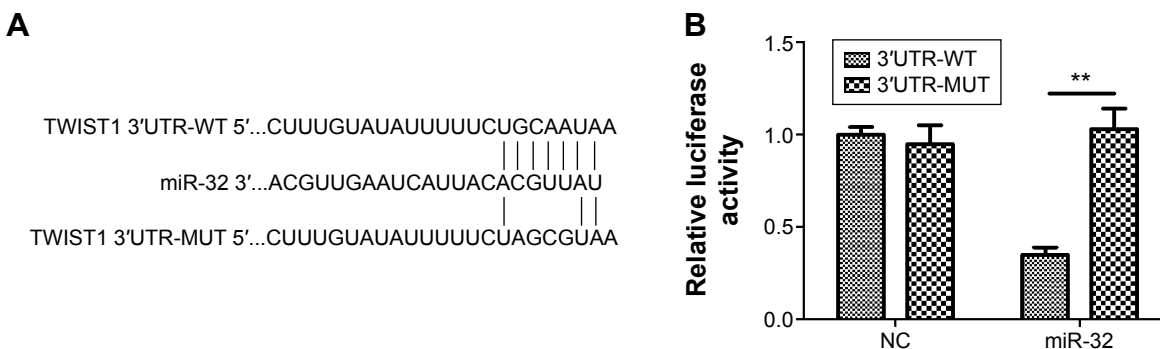 A
TWIST1 3′UTR-WT 5′...CUUUGUAUAUUUUUCUGCAAUAA
miR-32 3′...ACGUUGAAUCAUUACACGUUAU
TWIST1 3′UTR-MUT 5′...CUUUGUAUAUUUUUCUAGCGUAA
B
Relative luciferase
activity
1.5
1.0
0.5
0.0
3′UTR-WT
3′UTR-MUT
**
NC
miR-32